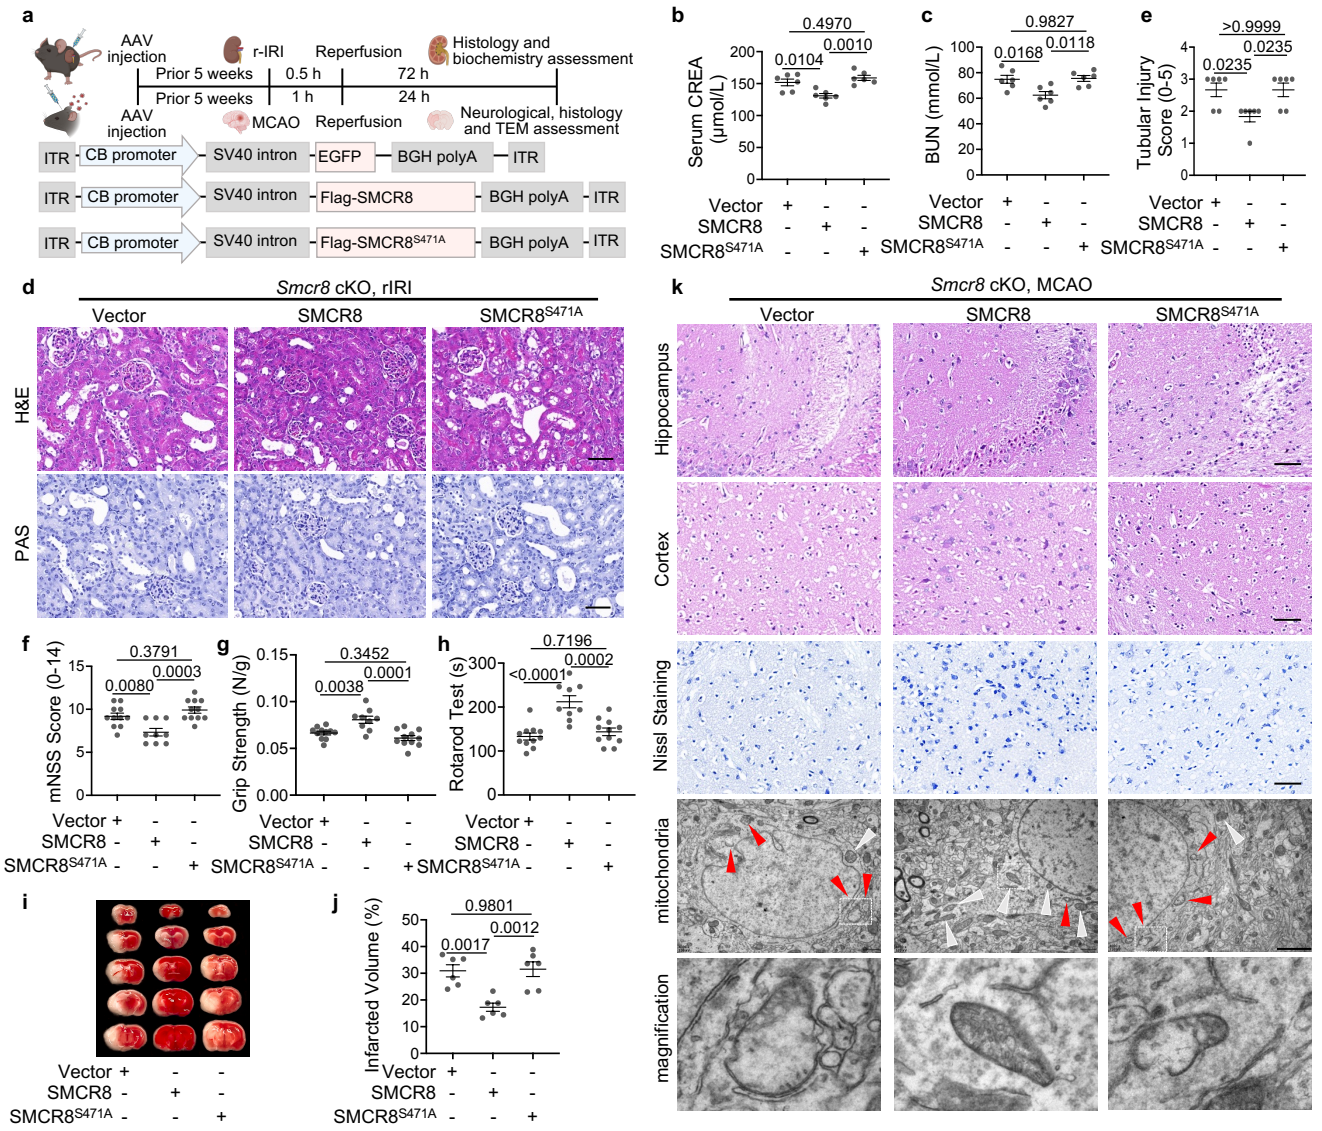 a
AAV
injection
r-IRI
Reperfusion
Histology and
biochemistry assessment
Prior 5 weeks
0.5 h
72 h
Prior 5 weeks
1 h
24 h
AAV
injection
MCAO
Reperfusion
Neurological, histology
and TEM assessment
ITR
CB promoter
SV40 intron
EGFP
BGH polyA
ITR
ITR
CB promoter
SV40 intron
Flag-SMCR8
BGH polyA
ITR
ITR
CB promoter
SV40 intron
Flag-SMCR8S471A
BGH polyA
ITR
b
0.4970
0.0010
0.0104
Serum CREA
(μmol/L)
200
150
100
50
0
Vector + - -
SMCR8 - + -
SMCR8S471A - - +
c
0.9827
0.0118
0.0168
BUN (mmol/L)
100
80
60
40
20
0
Vector + - -
SMCR8 - + -
SMCR8S471A - - +
e
>0.9999
0.0235
0.0235
Tubular Injury
Score (0-5)
4
3
2
1
0
Vector + - -
SMCR8 - + -
SMCR8S471A - - +
d
Smcr8 cKO, rIRI
Vector
SMCR8
SMCR8S471A
H&E
PAS
f
0.3791
0.0003
0.0080
mNSS Score (0-14)
15
10
5
0
Vector + - -
SMCR8 - + -
SMCR8S471A - - +
g
0.3452
0.0001
0.0038
Grip Strength (N/g)
0.15
0.10
0.05
0.00
Vector + - -
SMCR8 - + -
SMCR8S471A - - +
h
0.7196
0.0002
<0.0001
Rotarod Test (s)
300
200
100
0
Vector + - -
SMCR8 - + -
SMCR8S471A - - +
i
Vector + - -
SMCR8 - + -
SMCR8S471A - - +
j
0.9801
0.0012
0.0017
Infarcted Volume (%)
50
40
30
20
10
0
Vector + - -
SMCR8 - + -
SMCR8S471A - - +
k
Smcr8 cKO, MCAO
Vector
SMCR8
SMCR8S471A
Hippocampus
Cortex
Nissl Staining
mitochondria
magnification